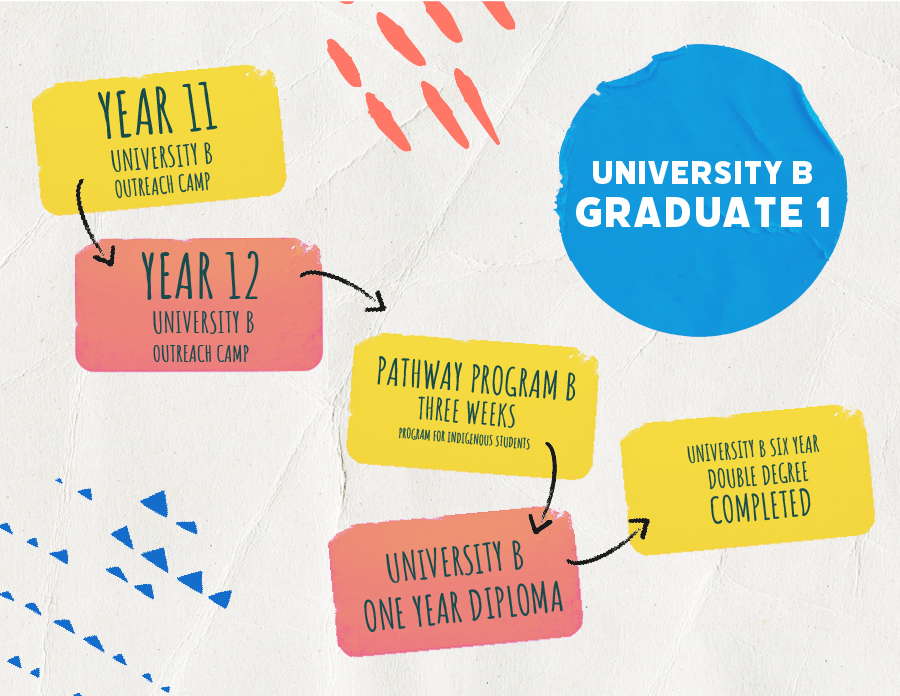 YEAR 11
UNIVERSITY B
OUTREACH CAMP
UNIVERSITY B
GRADUATE 1
YEAR 12
UNIVERSITY B
OUTREACH CAMP
PATHWAY PROGRAM B
THREE WEEKS
PROGRAM FOR INDIGENOUS STUDENTS
UNIVERSITY B
ONE YEAR DIPLOMA
UNIVERSITY B SIX YEAR
DOUBLE DEGREE
COMPLETED